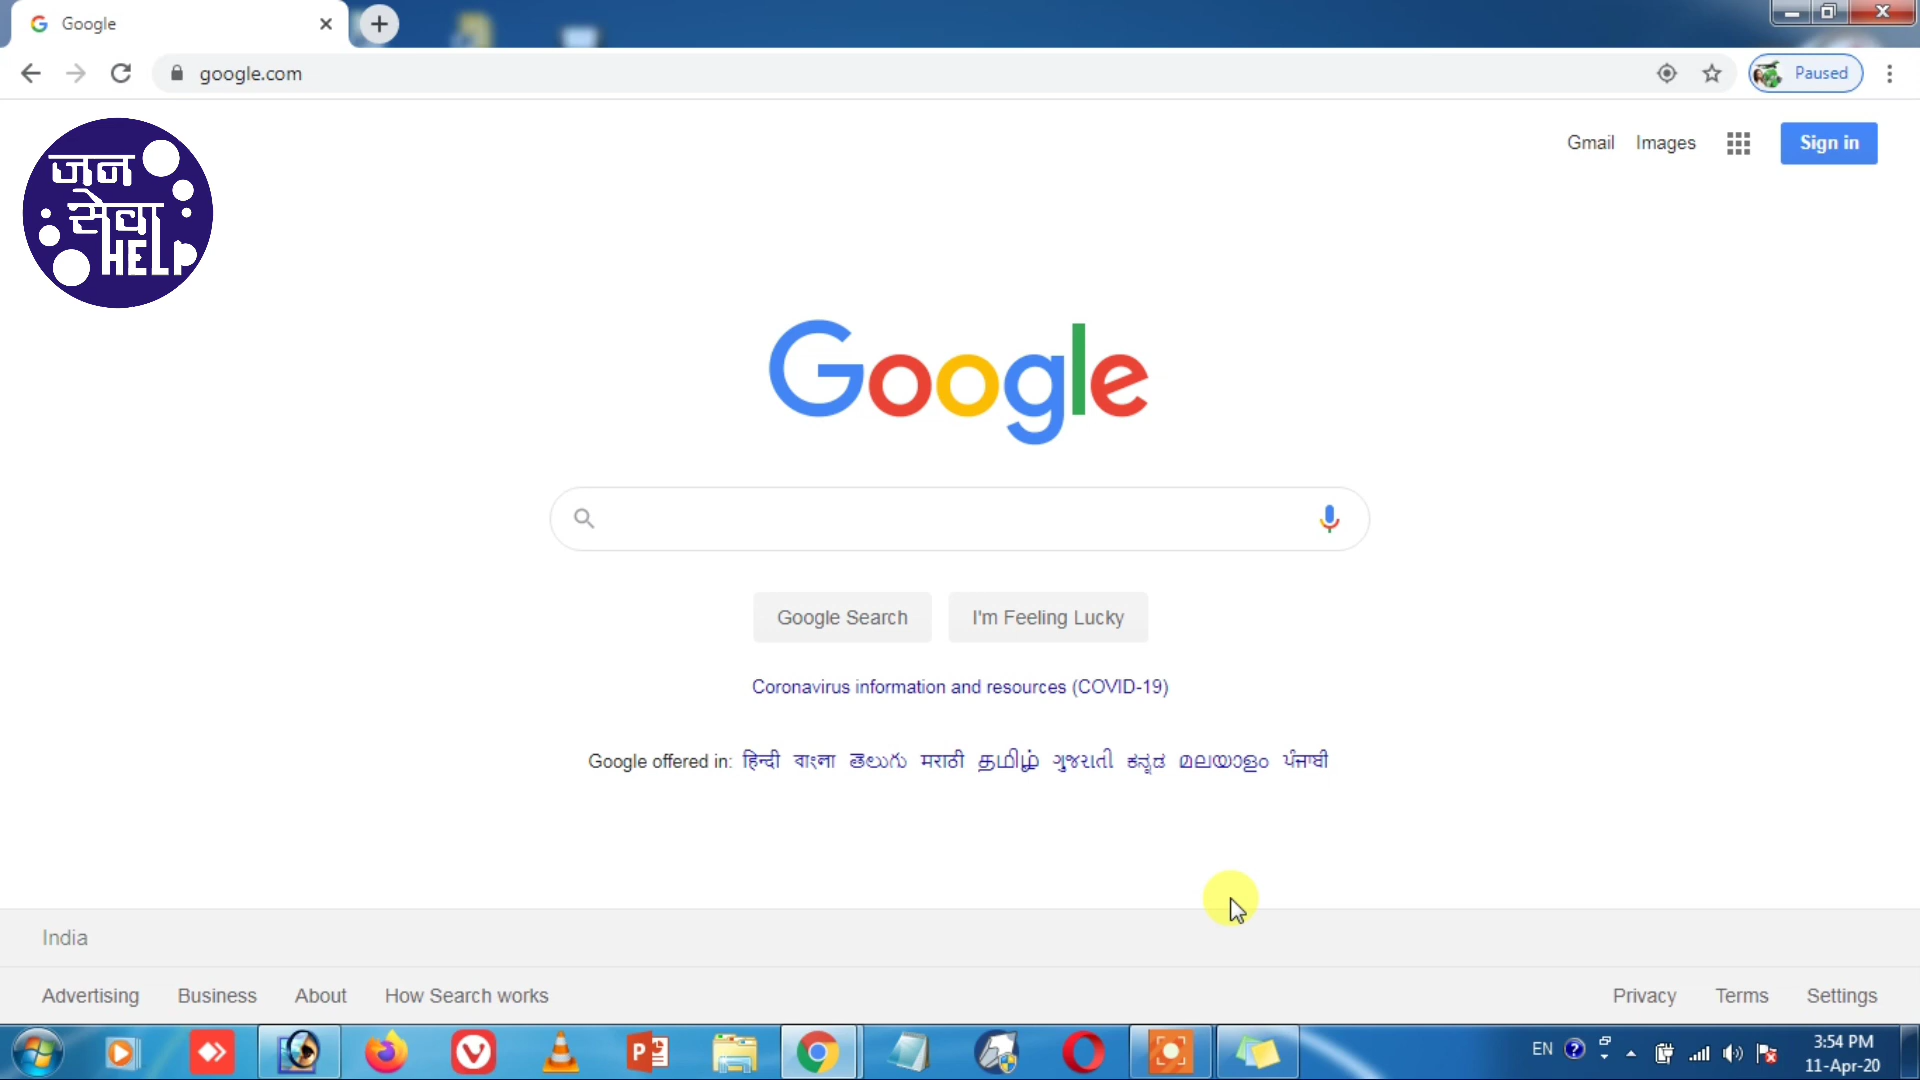 Google
google.com
Paused
Gmail Images Sign in
जन
सेवा
HELP
Google
Google Search I'm Feeling Lucky
Coronavirus information and resources (COVID-19)
Google offered in: हिन्दी বাংলা తెలుగు मराठी தமிழ் ગુજરાતી ಕನ್ನಡ മലയാളം ਪੰਜਾਬੀ
India
Advertising Business About How Search works Privacy Terms Settings
EN 3:54 PM
11-Apr-20